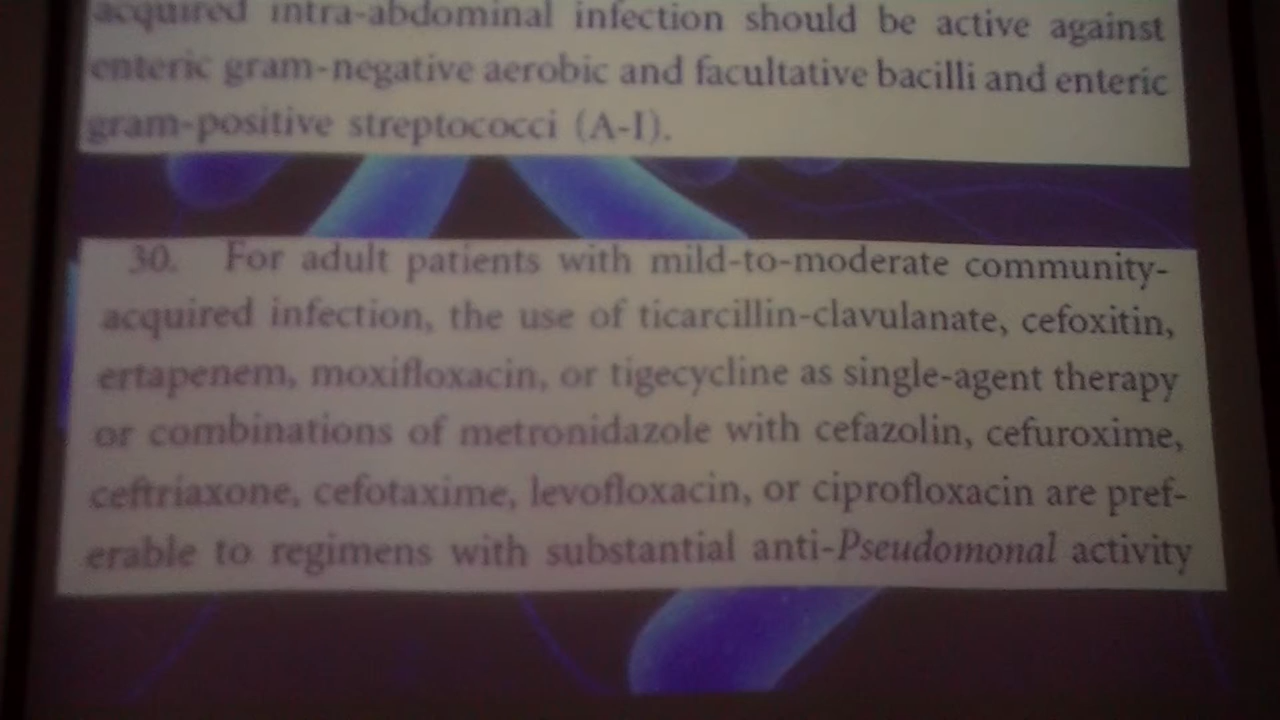 acquired intra-abdominal infection should be active against
enteric gram-negative aerobic and facultative bacilli and enteric
gram-positive streptococci (A-I).
30. For adult patients with mild-to-moderate community-
acquired infection, the use of ticarcillin-clavulanate, cefoxitin,
ertapenem, moxifloxacin, or tigecycline as single-agent therapy
or combinations of metronidazole with cefazolin, cefuroxime,
ceftriaxone, cefotaxime, levofloxacin, or ciprofloxacin are pref-
erable to regimens with substantial anti-Pseudomonal activity